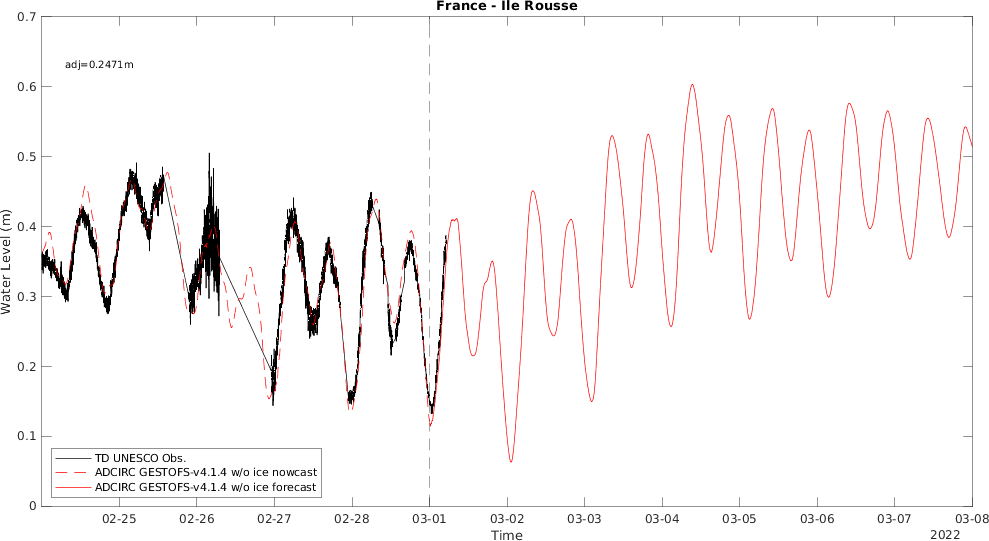 France - Ile Rousse
0.7
0.6
0.5
0.4
0.3
0.2
0.1
0
Water Level (m)
adj=0.2471m
TD UNESCO Obs.
ADCIRC GESTOFS-v4.1.4 w/o ice nowcast
ADCIRC GESTOFS-v4.1.4 w/o ice forecast
02-25 02-26 02-27 02-28 03-01 03-02 03-03 03-04 03-05 03-06 03-07 03-08
Time
2022